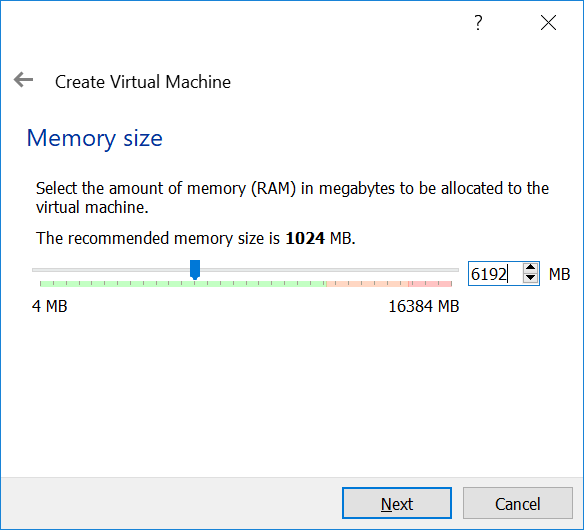 ?
Create Virtual Machine
Memory size
Select the amount of memory (RAM) in megabytes to be allocated to the
virtual machine.
The recommended memory size is 1024 MB.
6192 MB
4 MB 16384 MB
Next Cancel